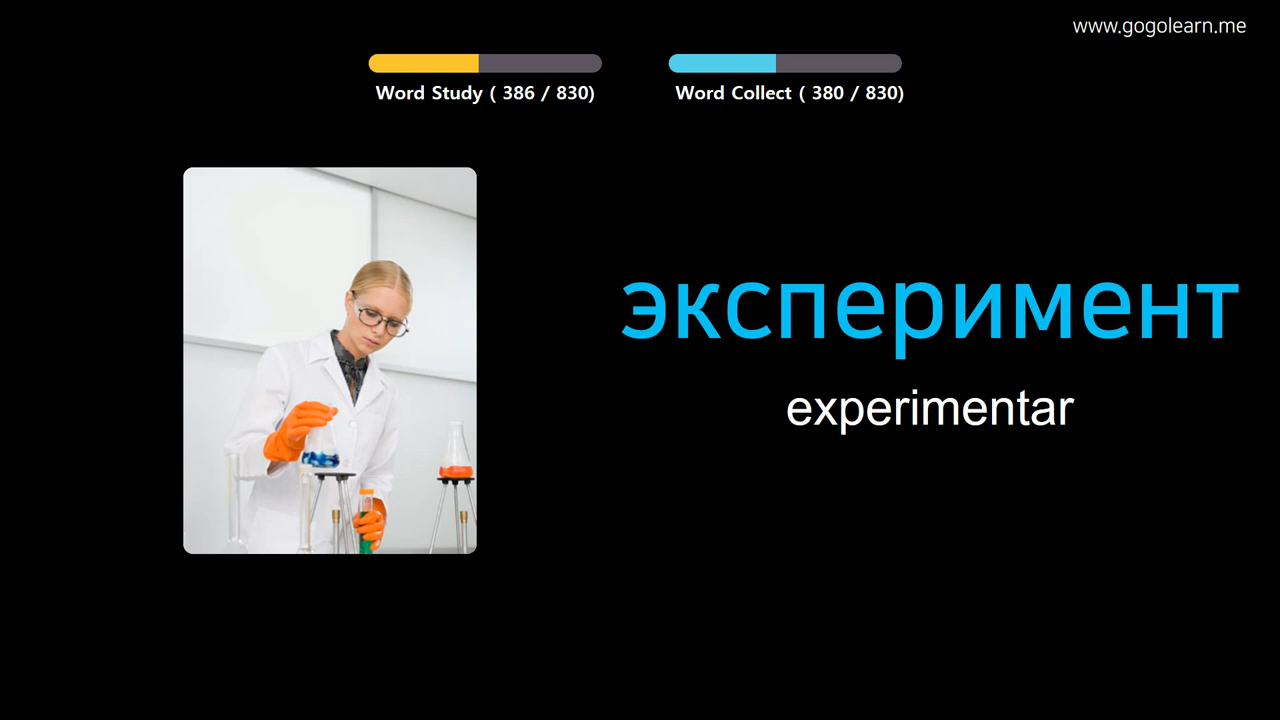 www.gogolearn.me
Word Study ( 386 / 830)
Word Collect ( 380 / 830)
эксперимент
experimentar